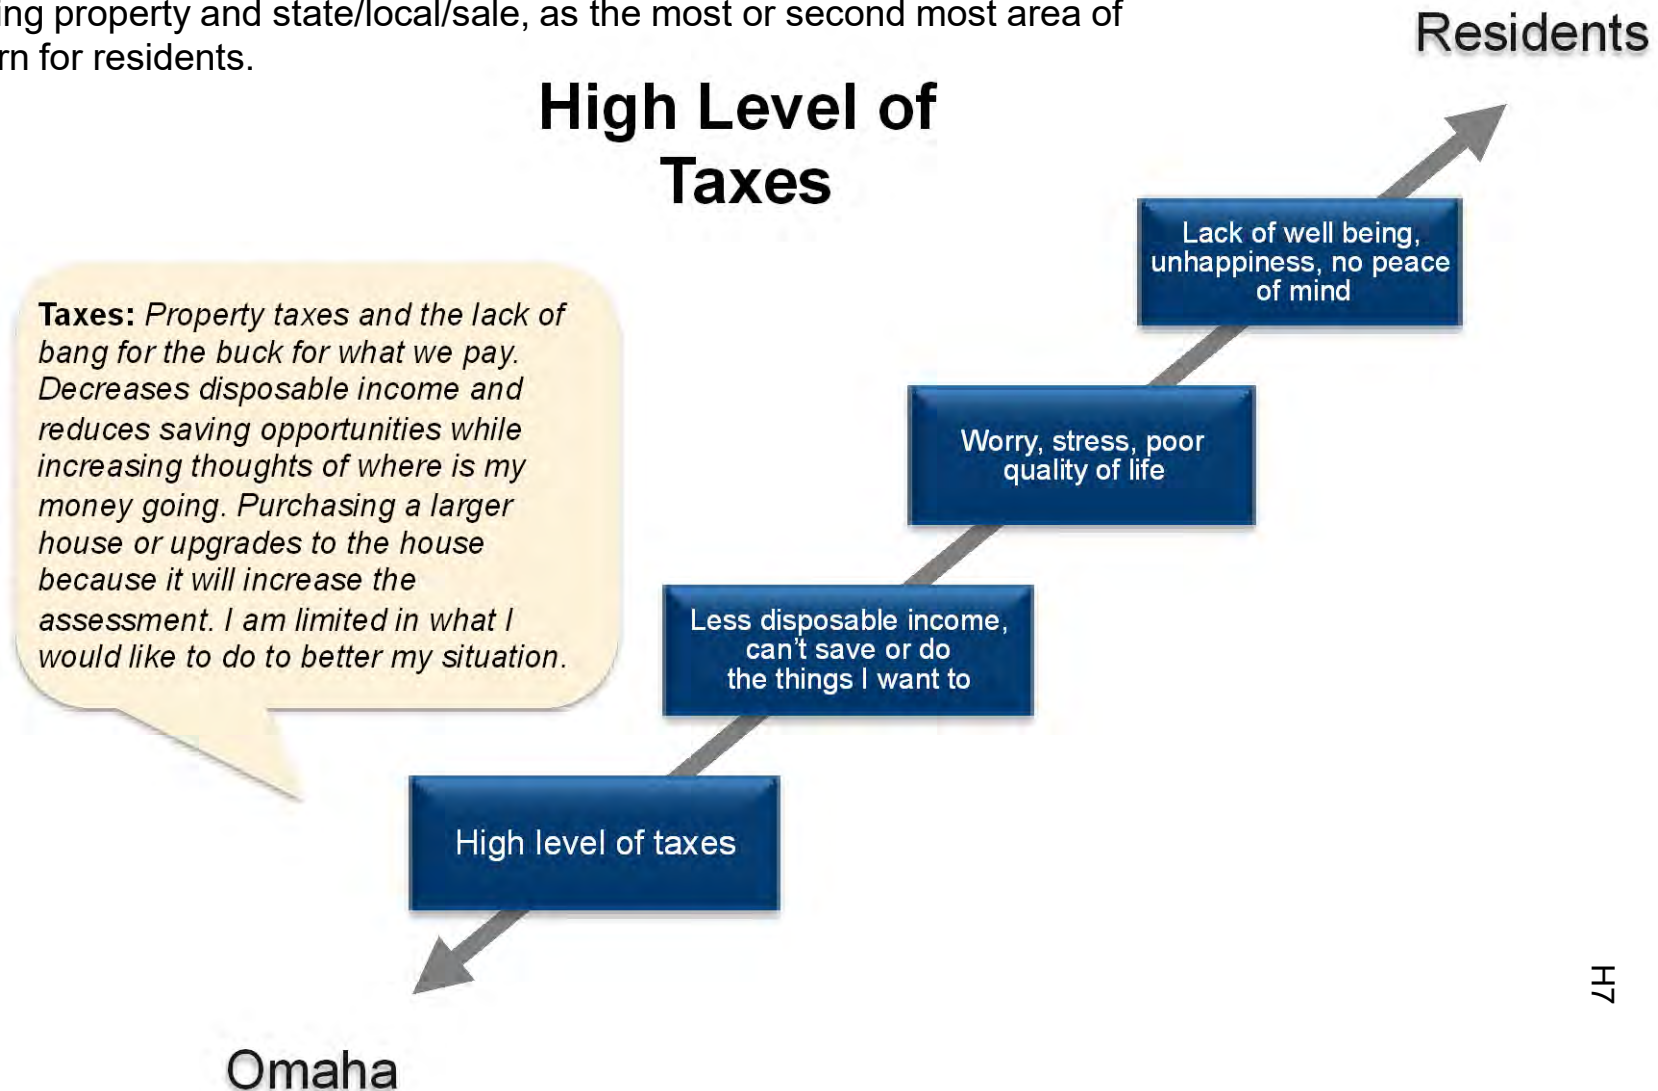 ing property and state/local/sale, as the most or second most area of
rn for residents.
Residents
High Level of
Taxes
Lack of well being,
unhappiness, no peace
of mind
Taxes: Property taxes and the lack of
bang for the buck for what we pay.
Decreases disposable income and
reduces saving opportunities while
increasing thoughts of where is my
money going. Purchasing a larger
house or upgrades to the house
because it will increase the
assessment. I am limited in what I
would like to do to better my situation.
Worry, stress, poor
quality of life
Less disposable income,
can't save or do
the things I want to
High level of taxes
H7
Omaha